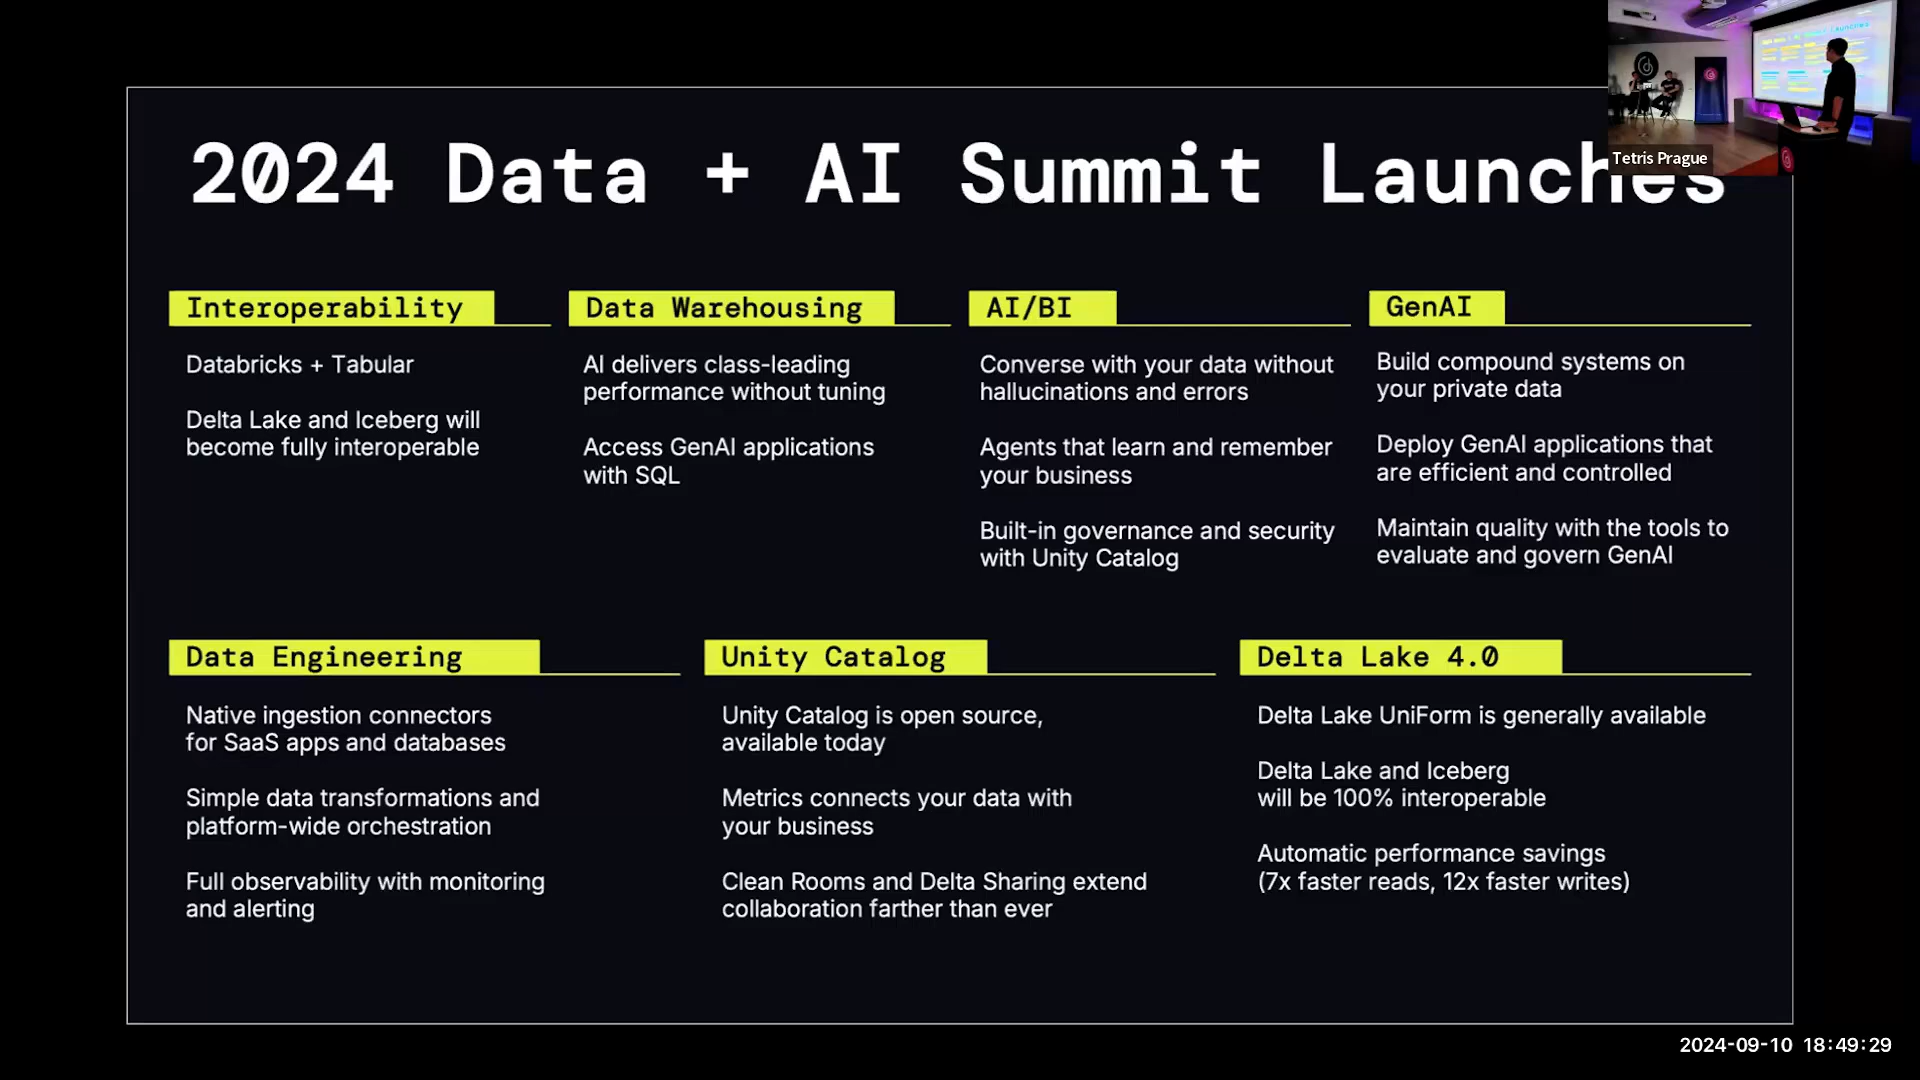 2024 Data + AI Summit Launches
Tetris Prague
Interoperability
Databricks + Tabular
Delta Lake and Iceberg will
become fully interoperable
Data Warehousing
AI delivers class-leading
performance without tuning
Access GenAI applications
with SQL
AI/BI
Converse with your data without
hallucinations and errors
Agents that learn and remember
your business
Built-in governance and security
with Unity Catalog
GenAI
Build compound systems on
your private data
Deploy GenAI applications that
are efficient and controlled
Maintain quality with the tools to
evaluate and govern GenAI
Data Engineering
Native ingestion connectors
for SaaS apps and databases
Simple data transformations and
platform-wide orchestration
Full observability with monitoring
and alerting
Unity Catalog
Unity Catalog is open source,
available today
Metrics connects your data with
your business
Clean Rooms and Delta Sharing extend
collaboration farther than ever
Delta Lake 4.0
Delta Lake UniForm is generally available
Delta Lake and Iceberg
will be 100% interoperable
Automatic performance savings
(7x faster reads, 12x faster writes)
2024-09-10 18:49:29